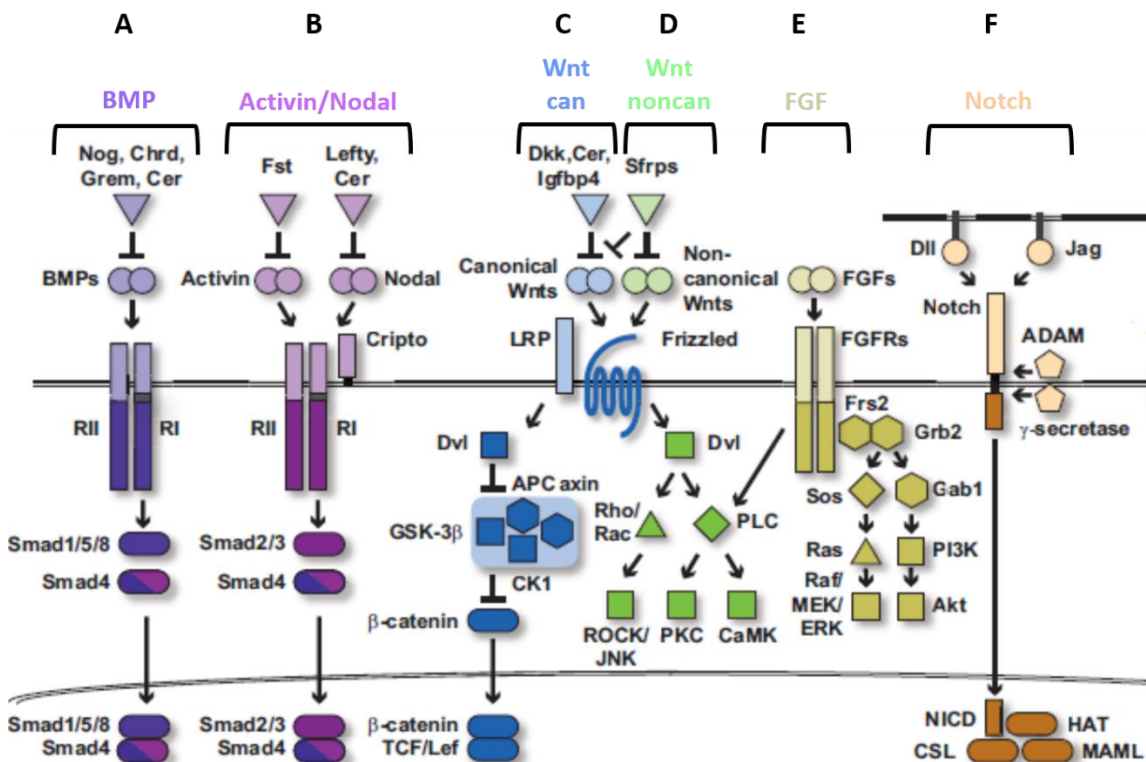 A
B
C
D
E
F
BMP
Activin/Nodal
Wnt
can
Wnt
noncan
FGF
Notch
Nog, Chrd,
Grem, Cer
Fst
Lefty,
Cer
Dkk,Cer,
Igfbp4
Sfrps
Dll
Jag
BMPs
Activin
Nodal
Canonical
Wnts
Non-
canonical
Wnts
FGFs
Notch
Cripto
LRP
Frizzled
FGFRs
ADAM
RII
RI
RII
RI
Dvl
Dvl
Frs2
Grb2
γ-secretase
APC axin
GSK-3β
CK1
Rho/
Rac
PLC
Sos
Gab1
Smad1/5/8
Smad4
Smad2/3
Smad4
Ras
PI3K
Raf/
MEK/
ERK
Akt
β-catenin
ROCK/
JNK
PKC
CaMK
Smad1/5/8
Smad4
Smad2/3
Smad4
β-catenin
TCF/Lef
NICD
HAT
CSL
MAML